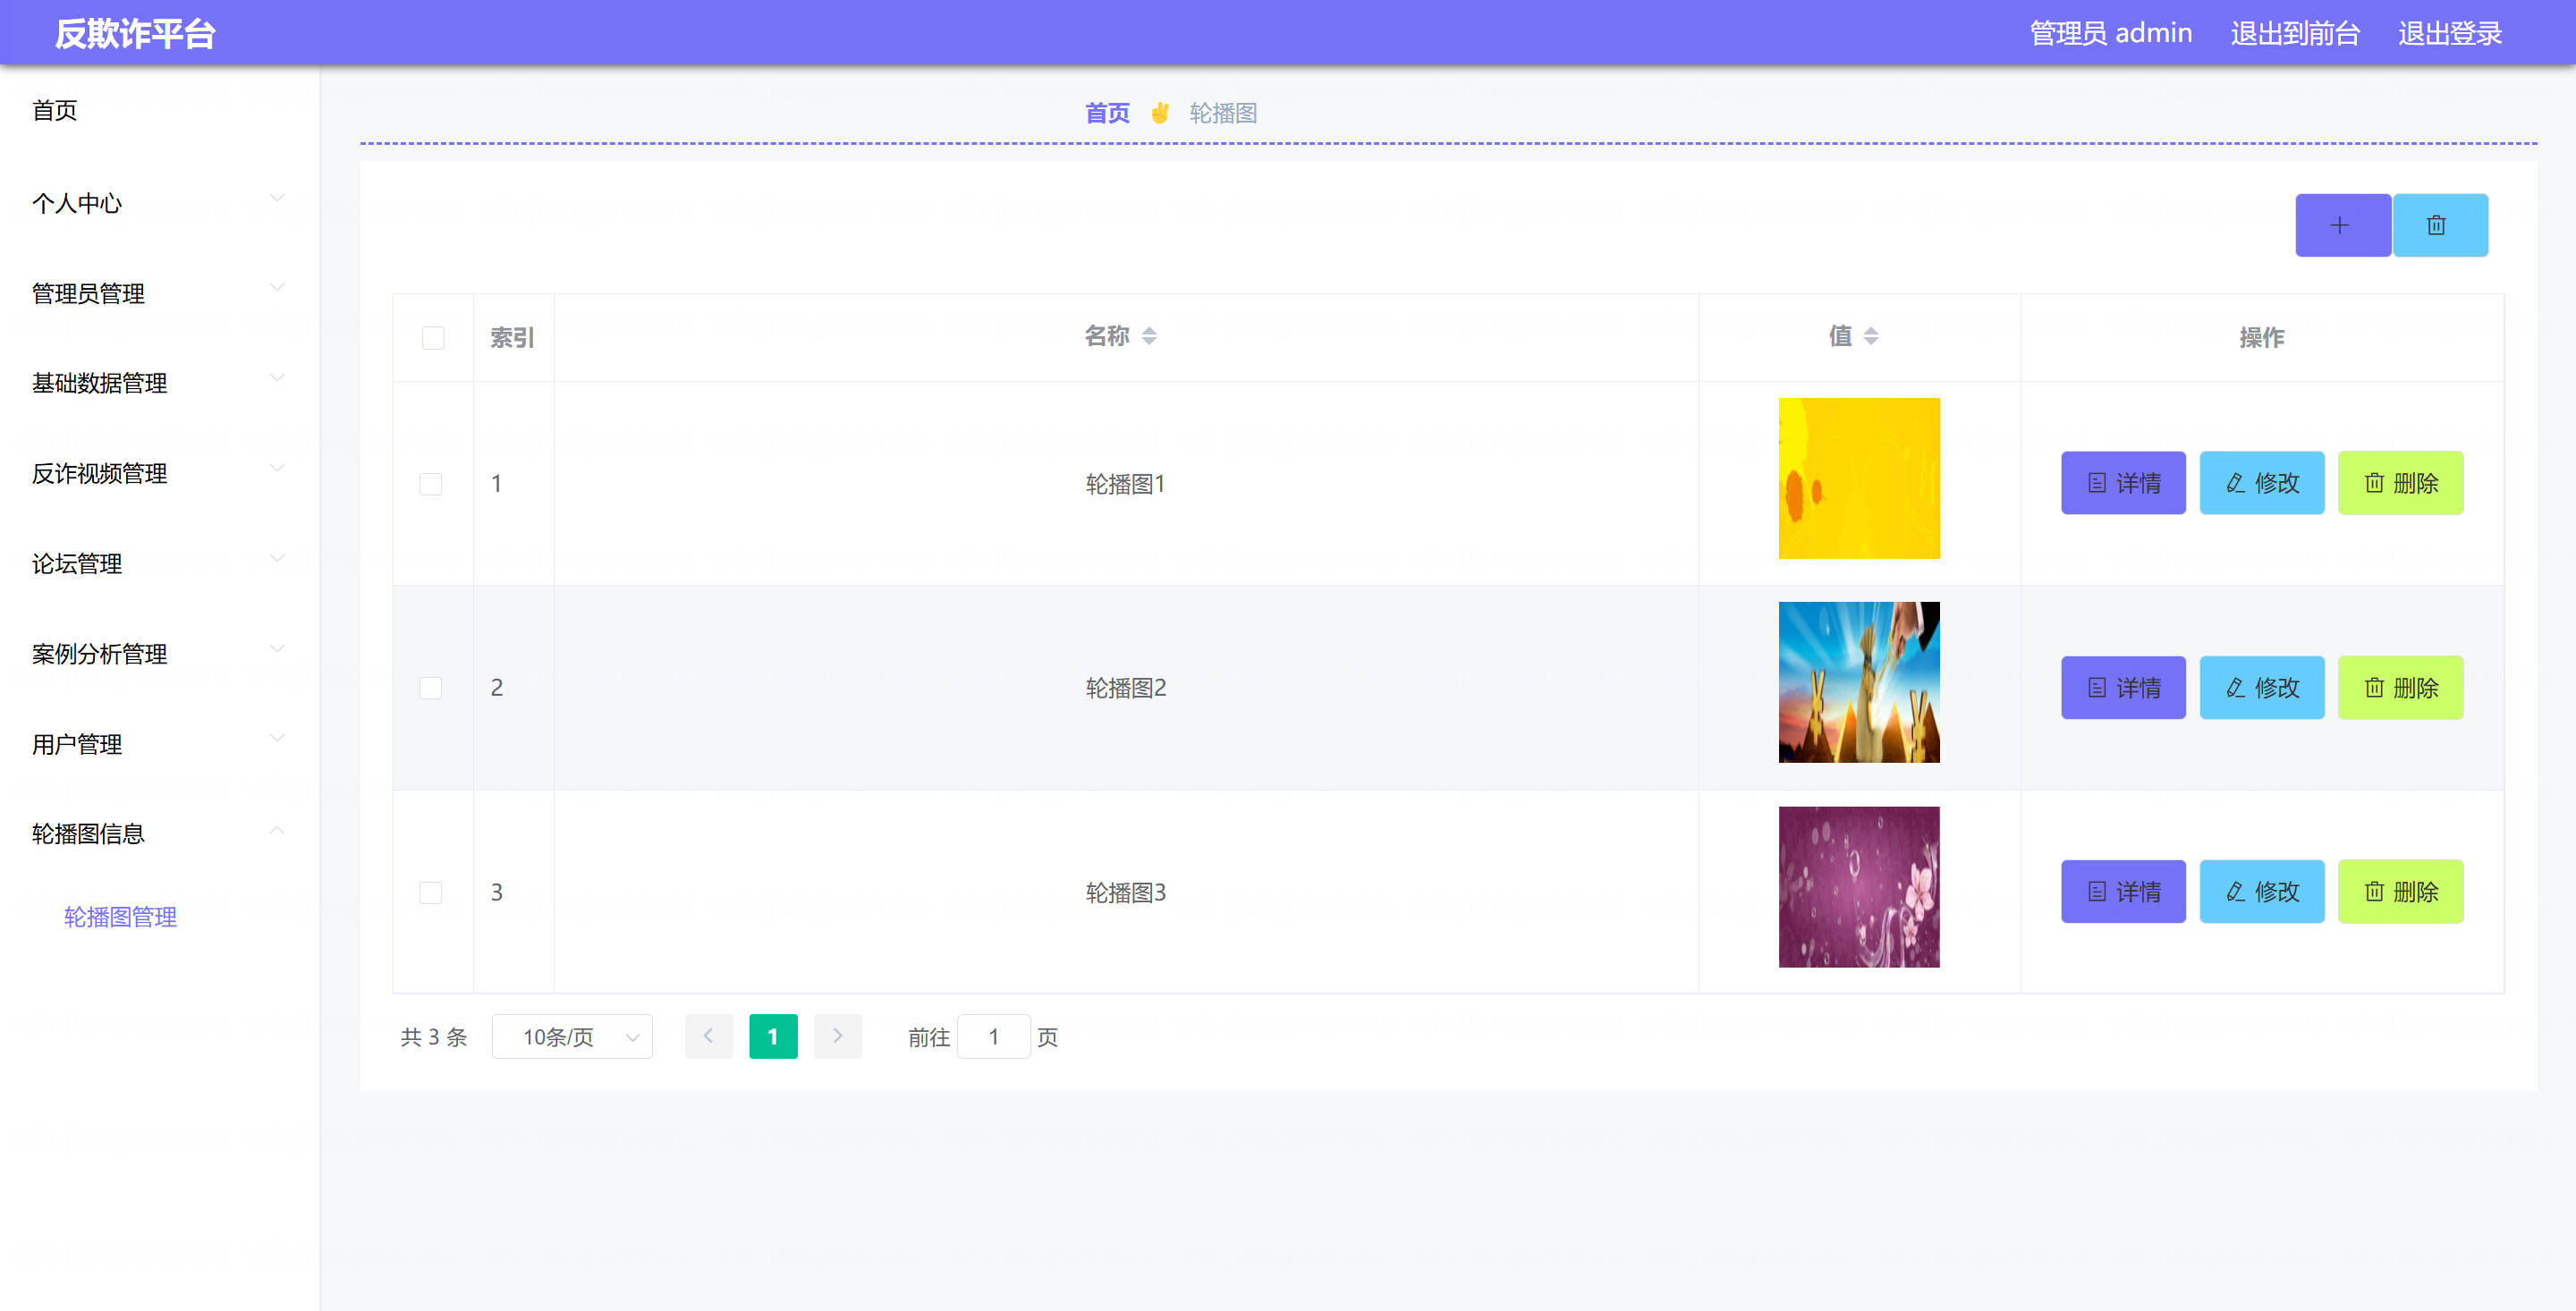 反欺诈平台
管理员 admin 退出到前台 退出登录
首页
个人中心
管理员管理
基础数据管理
反诈视频管理
论坛管理
案例分析管理
用户管理
轮播图信息
轮播图管理
首页 轮播图
索引 名称 值 操作
1 轮播图1 详情 修改 删除
2 轮播图2 详情 修改 删除
3 轮播图3 详情 修改 删除
共 3 条 10条/页 1 前往 1 页